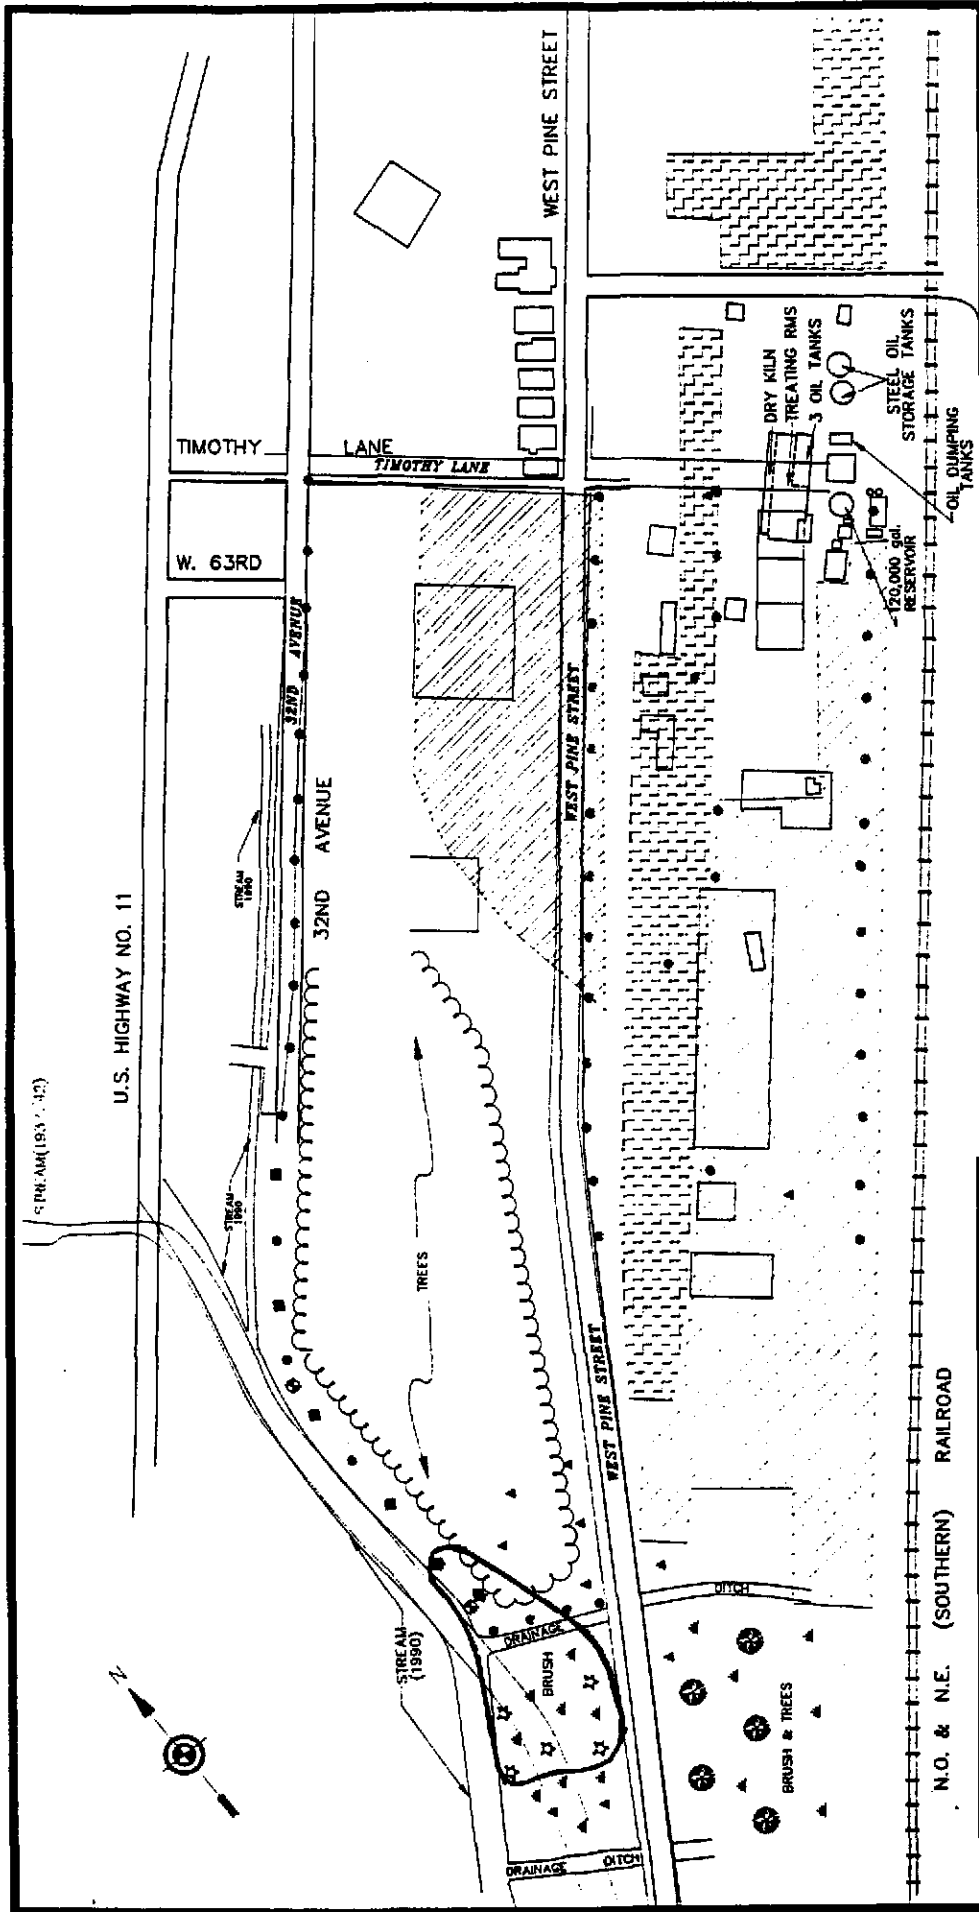 WEST PINE STREET
TIMOTHY LANE
TIMOTHY LANE
W. 63RD
32ND AVENUE
32ND AVENUE
WEST PINE STREET
DRY KILN
TREATING RMS
3 OIL TANKS
STEEL OIL
STORAGE TANKS
OIL DUMPING
TANKS
120,000 gal.
RESERVOIR
U.S. HIGHWAY NO. 11
STREAM
1990
STREAM
1990
TREES
WEST PINE STREET
STREAM
(1990)
N
DRAINAGE
DITCH
BRUSH
BRUSH & TREES
DRAINAGE DITCH
N.O. & N.E. (SOUTHERN) RAILROAD